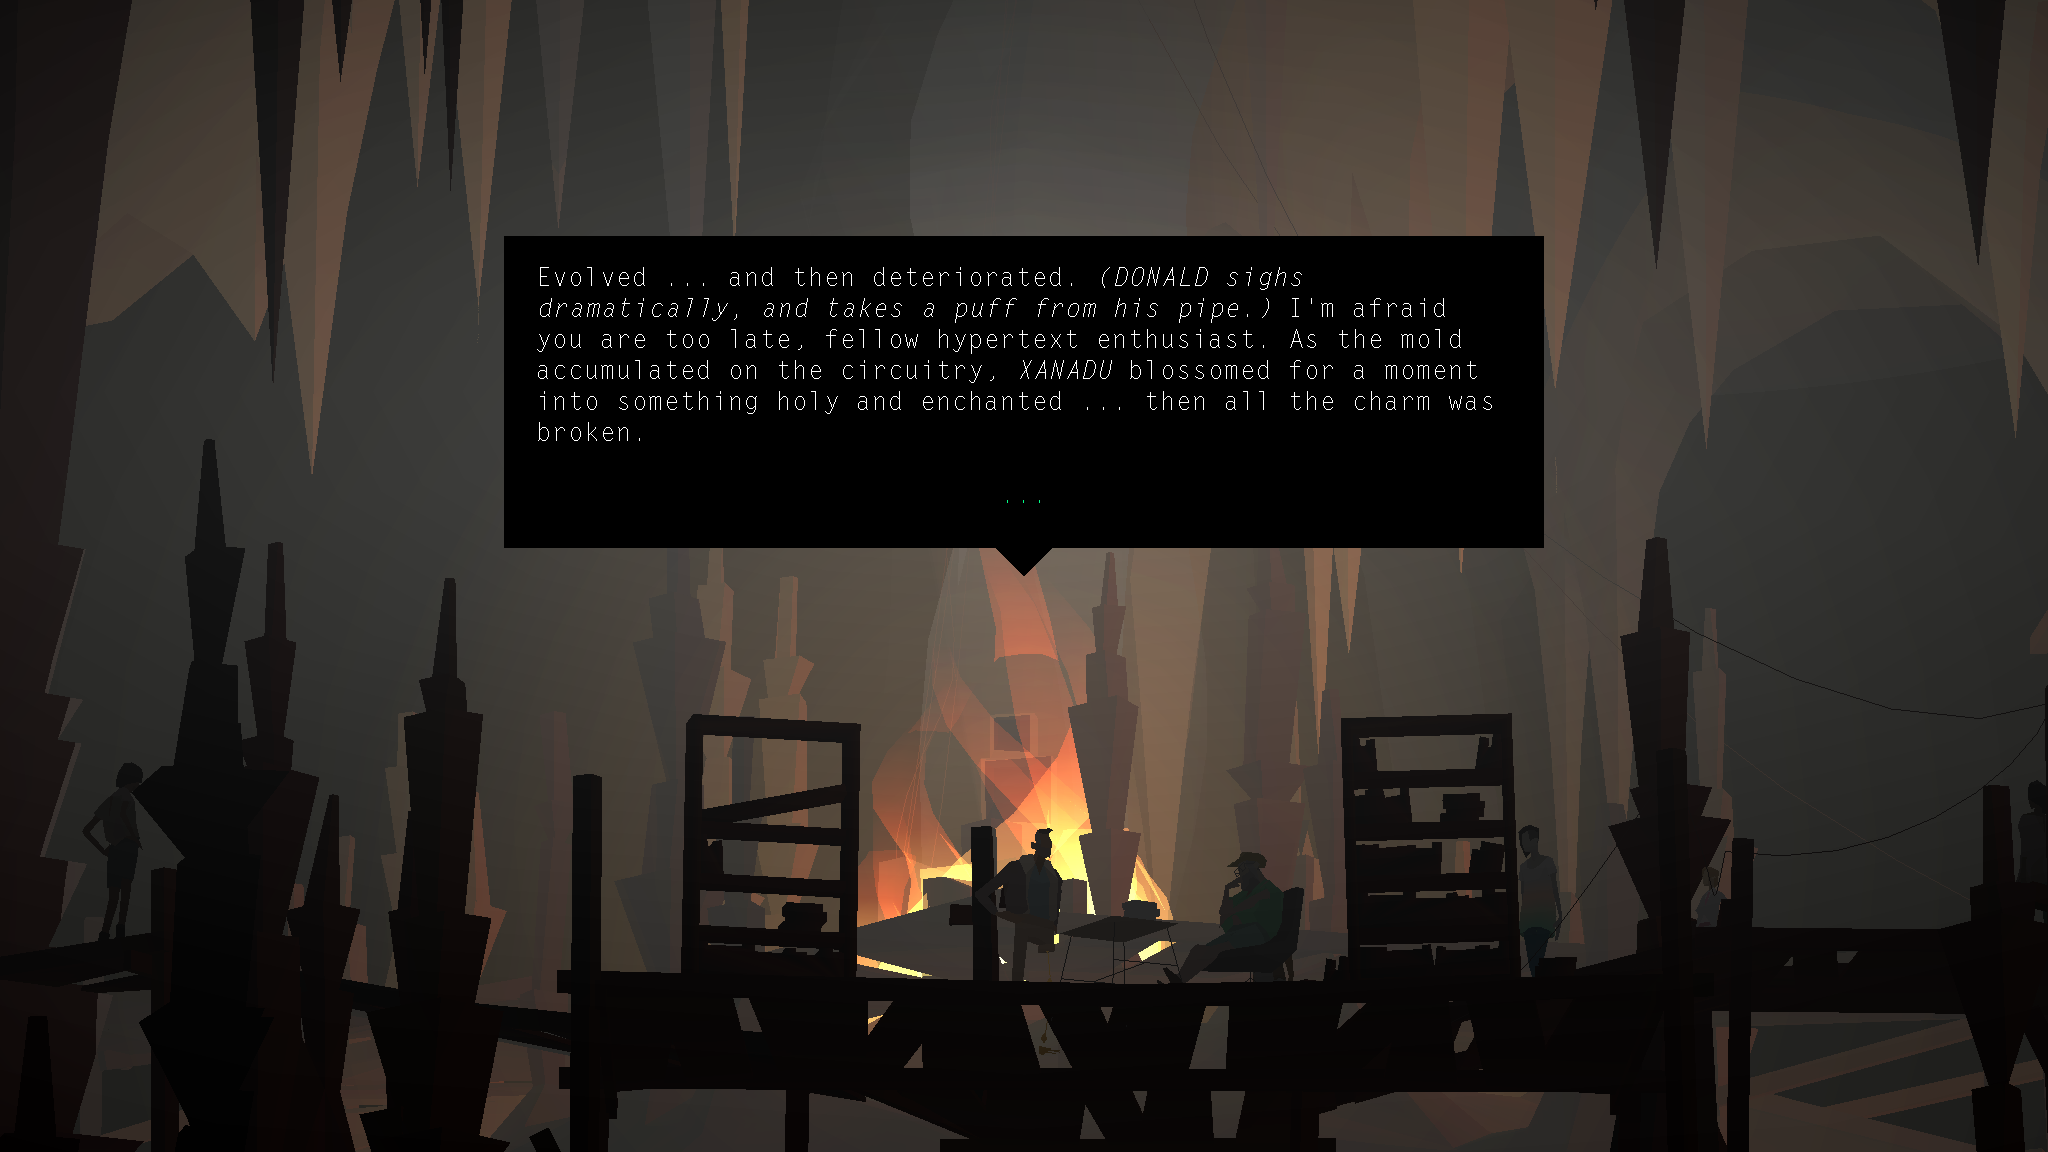 Evolved ... and then deteriorated. (DONALD sighs
dramatically, and takes a puff from his pipe.) I'm afraid
you are too late, fellow hypertext enthusiast. As the mold
accumulated on the circuitry, XANADU blossomed for a moment
into something holy and enchanted ... then all the charm was
broken.
...